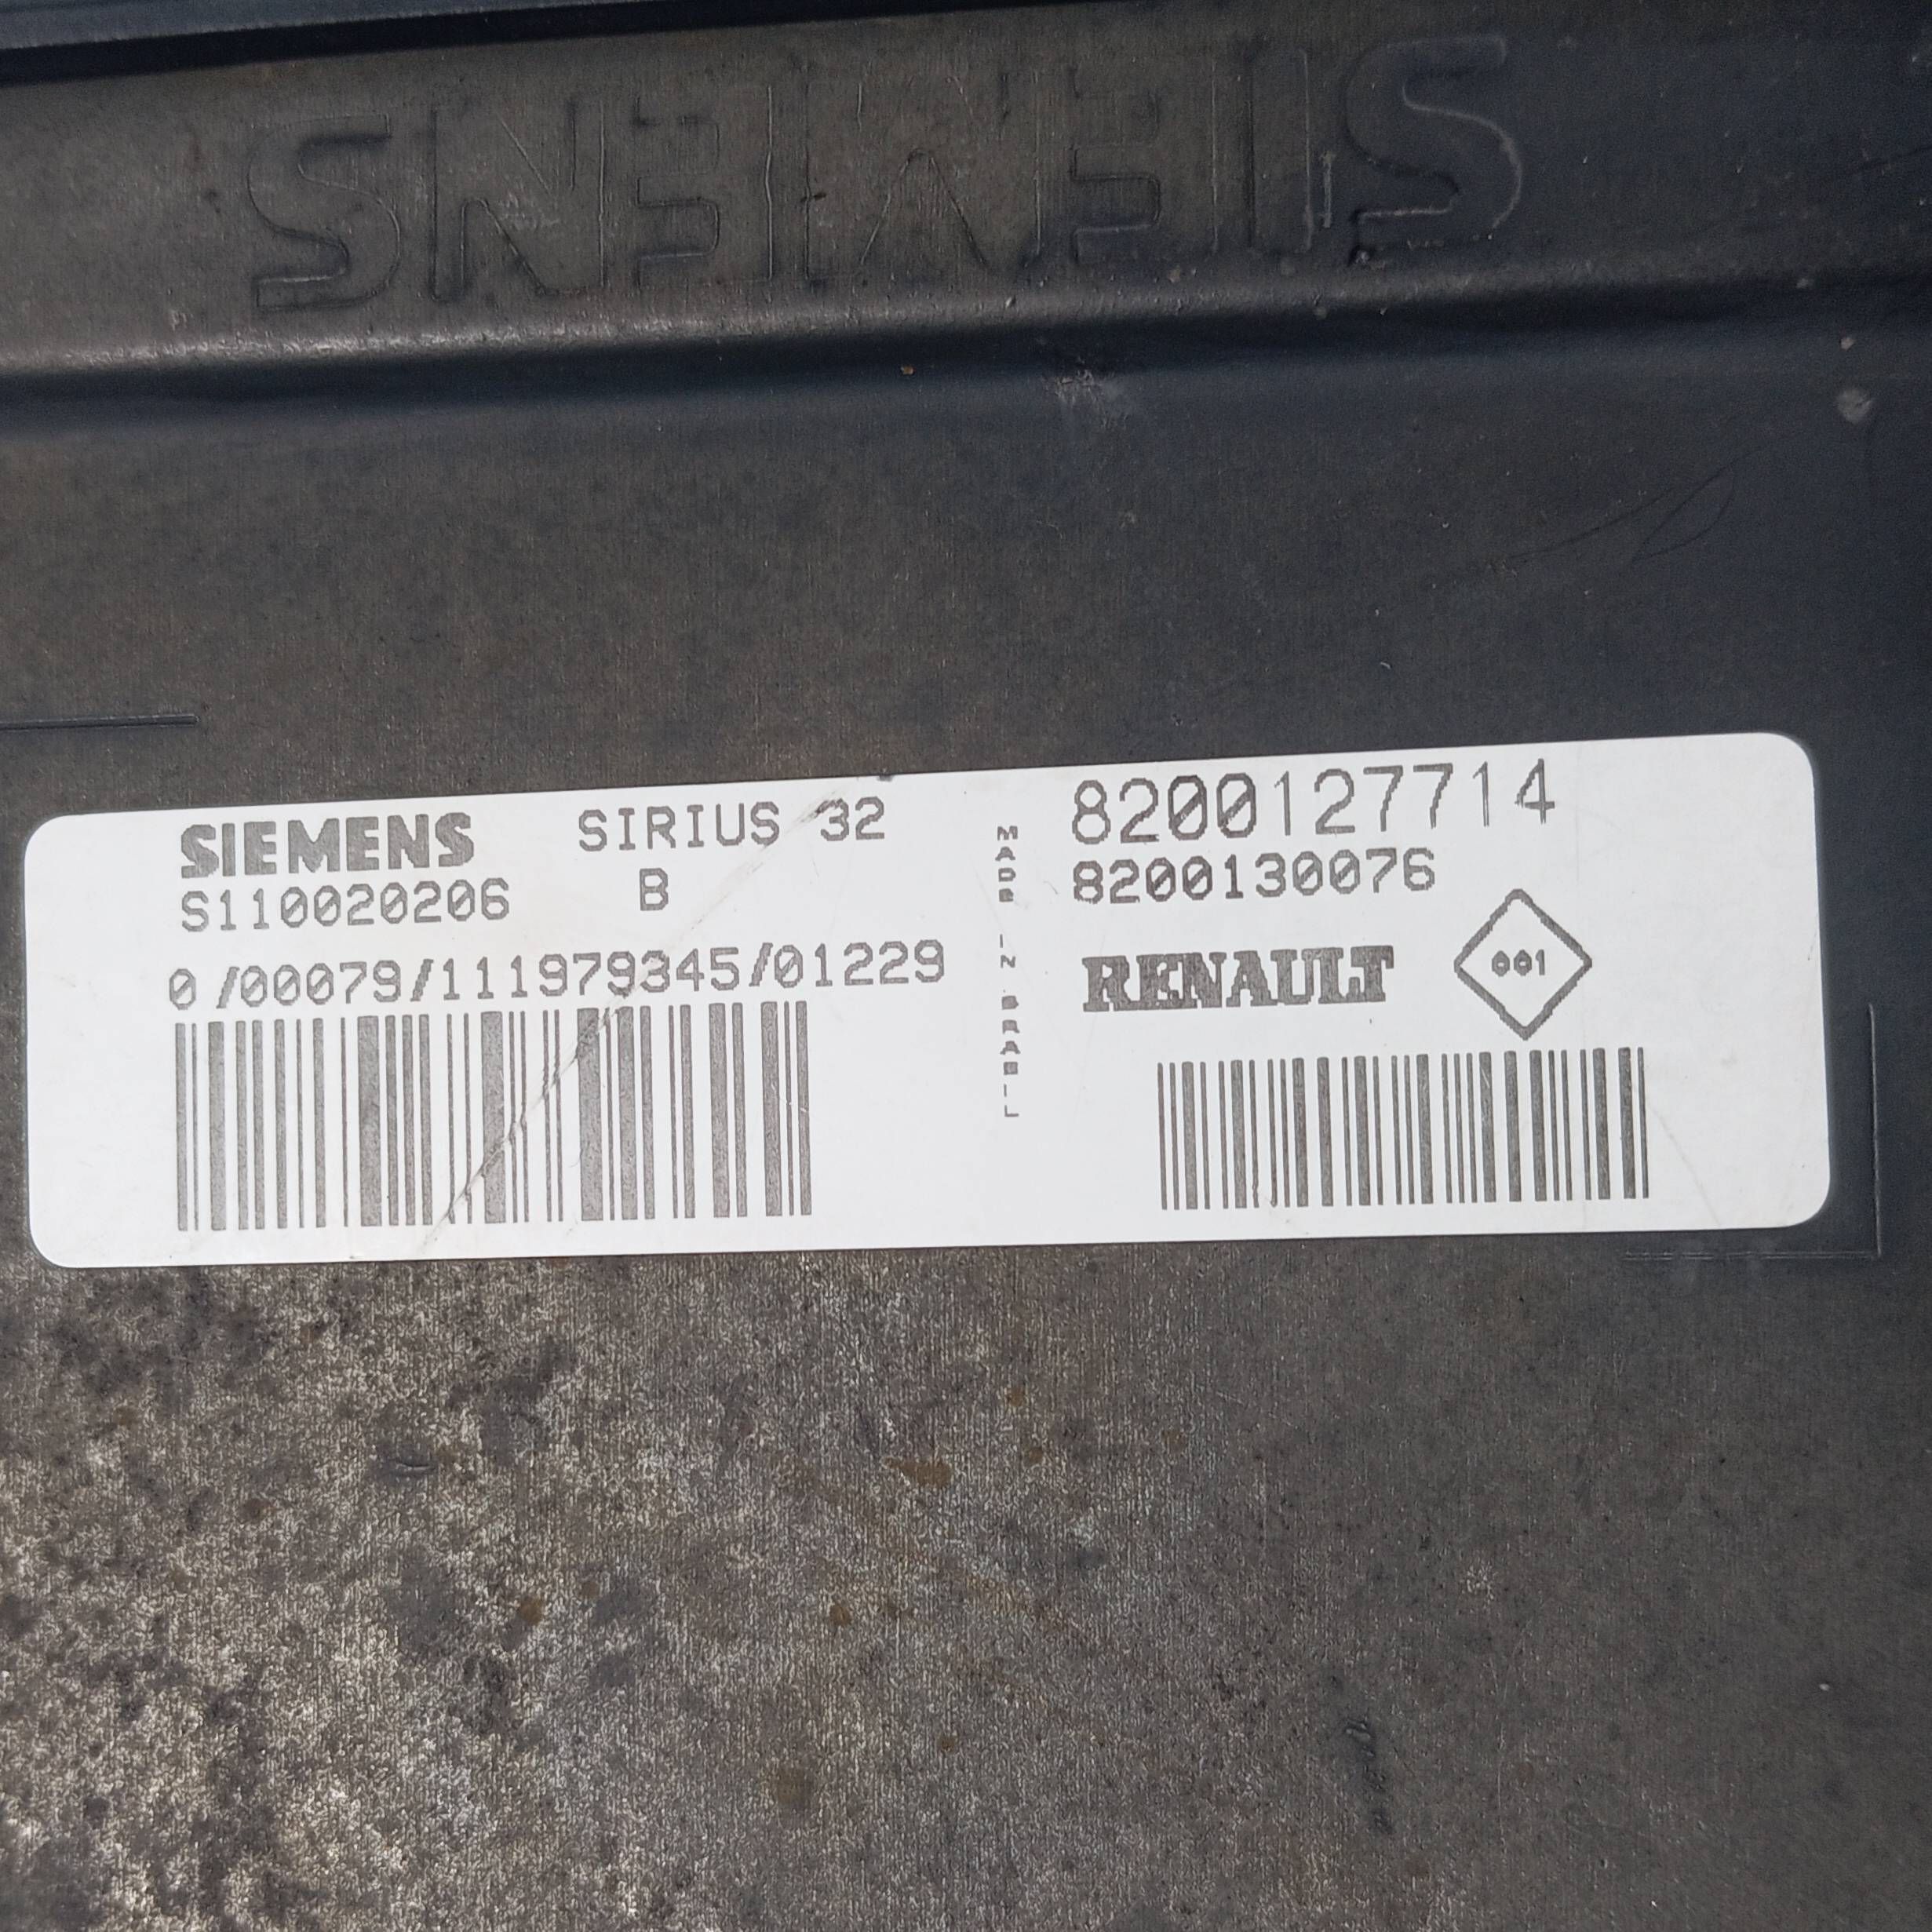 SIEMENS
SIEMENS SIRIUS 32
S110020206 B
0 /00079/111979345/01229
MADE IN BRASIL
8200127714
8200130076
RENAULT 001